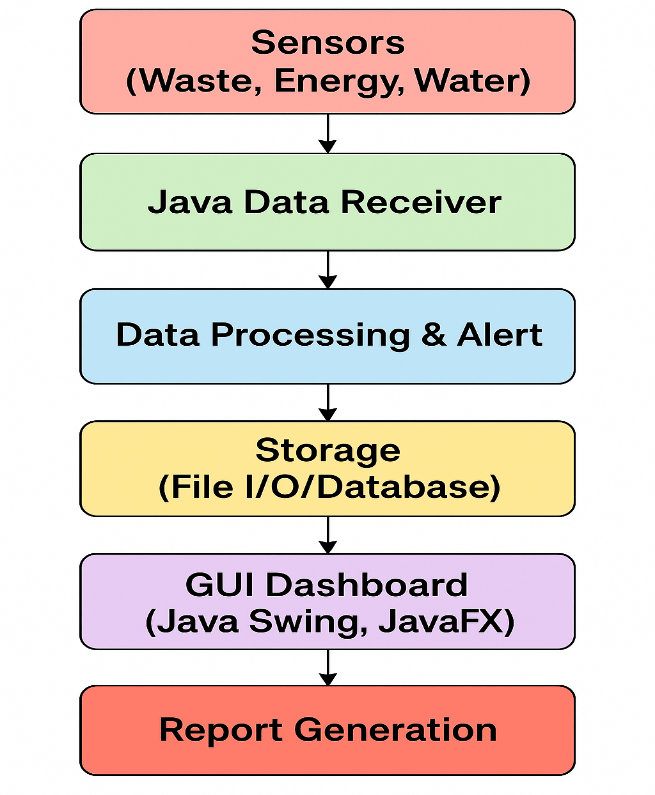 Sensors
(Waste, Energy, Water)
Java Data Receiver
Data Processing & Alert
Storage
(File I/O/Database)
GUI Dashboard
(Java Swing, JavaFX)
Report Generation